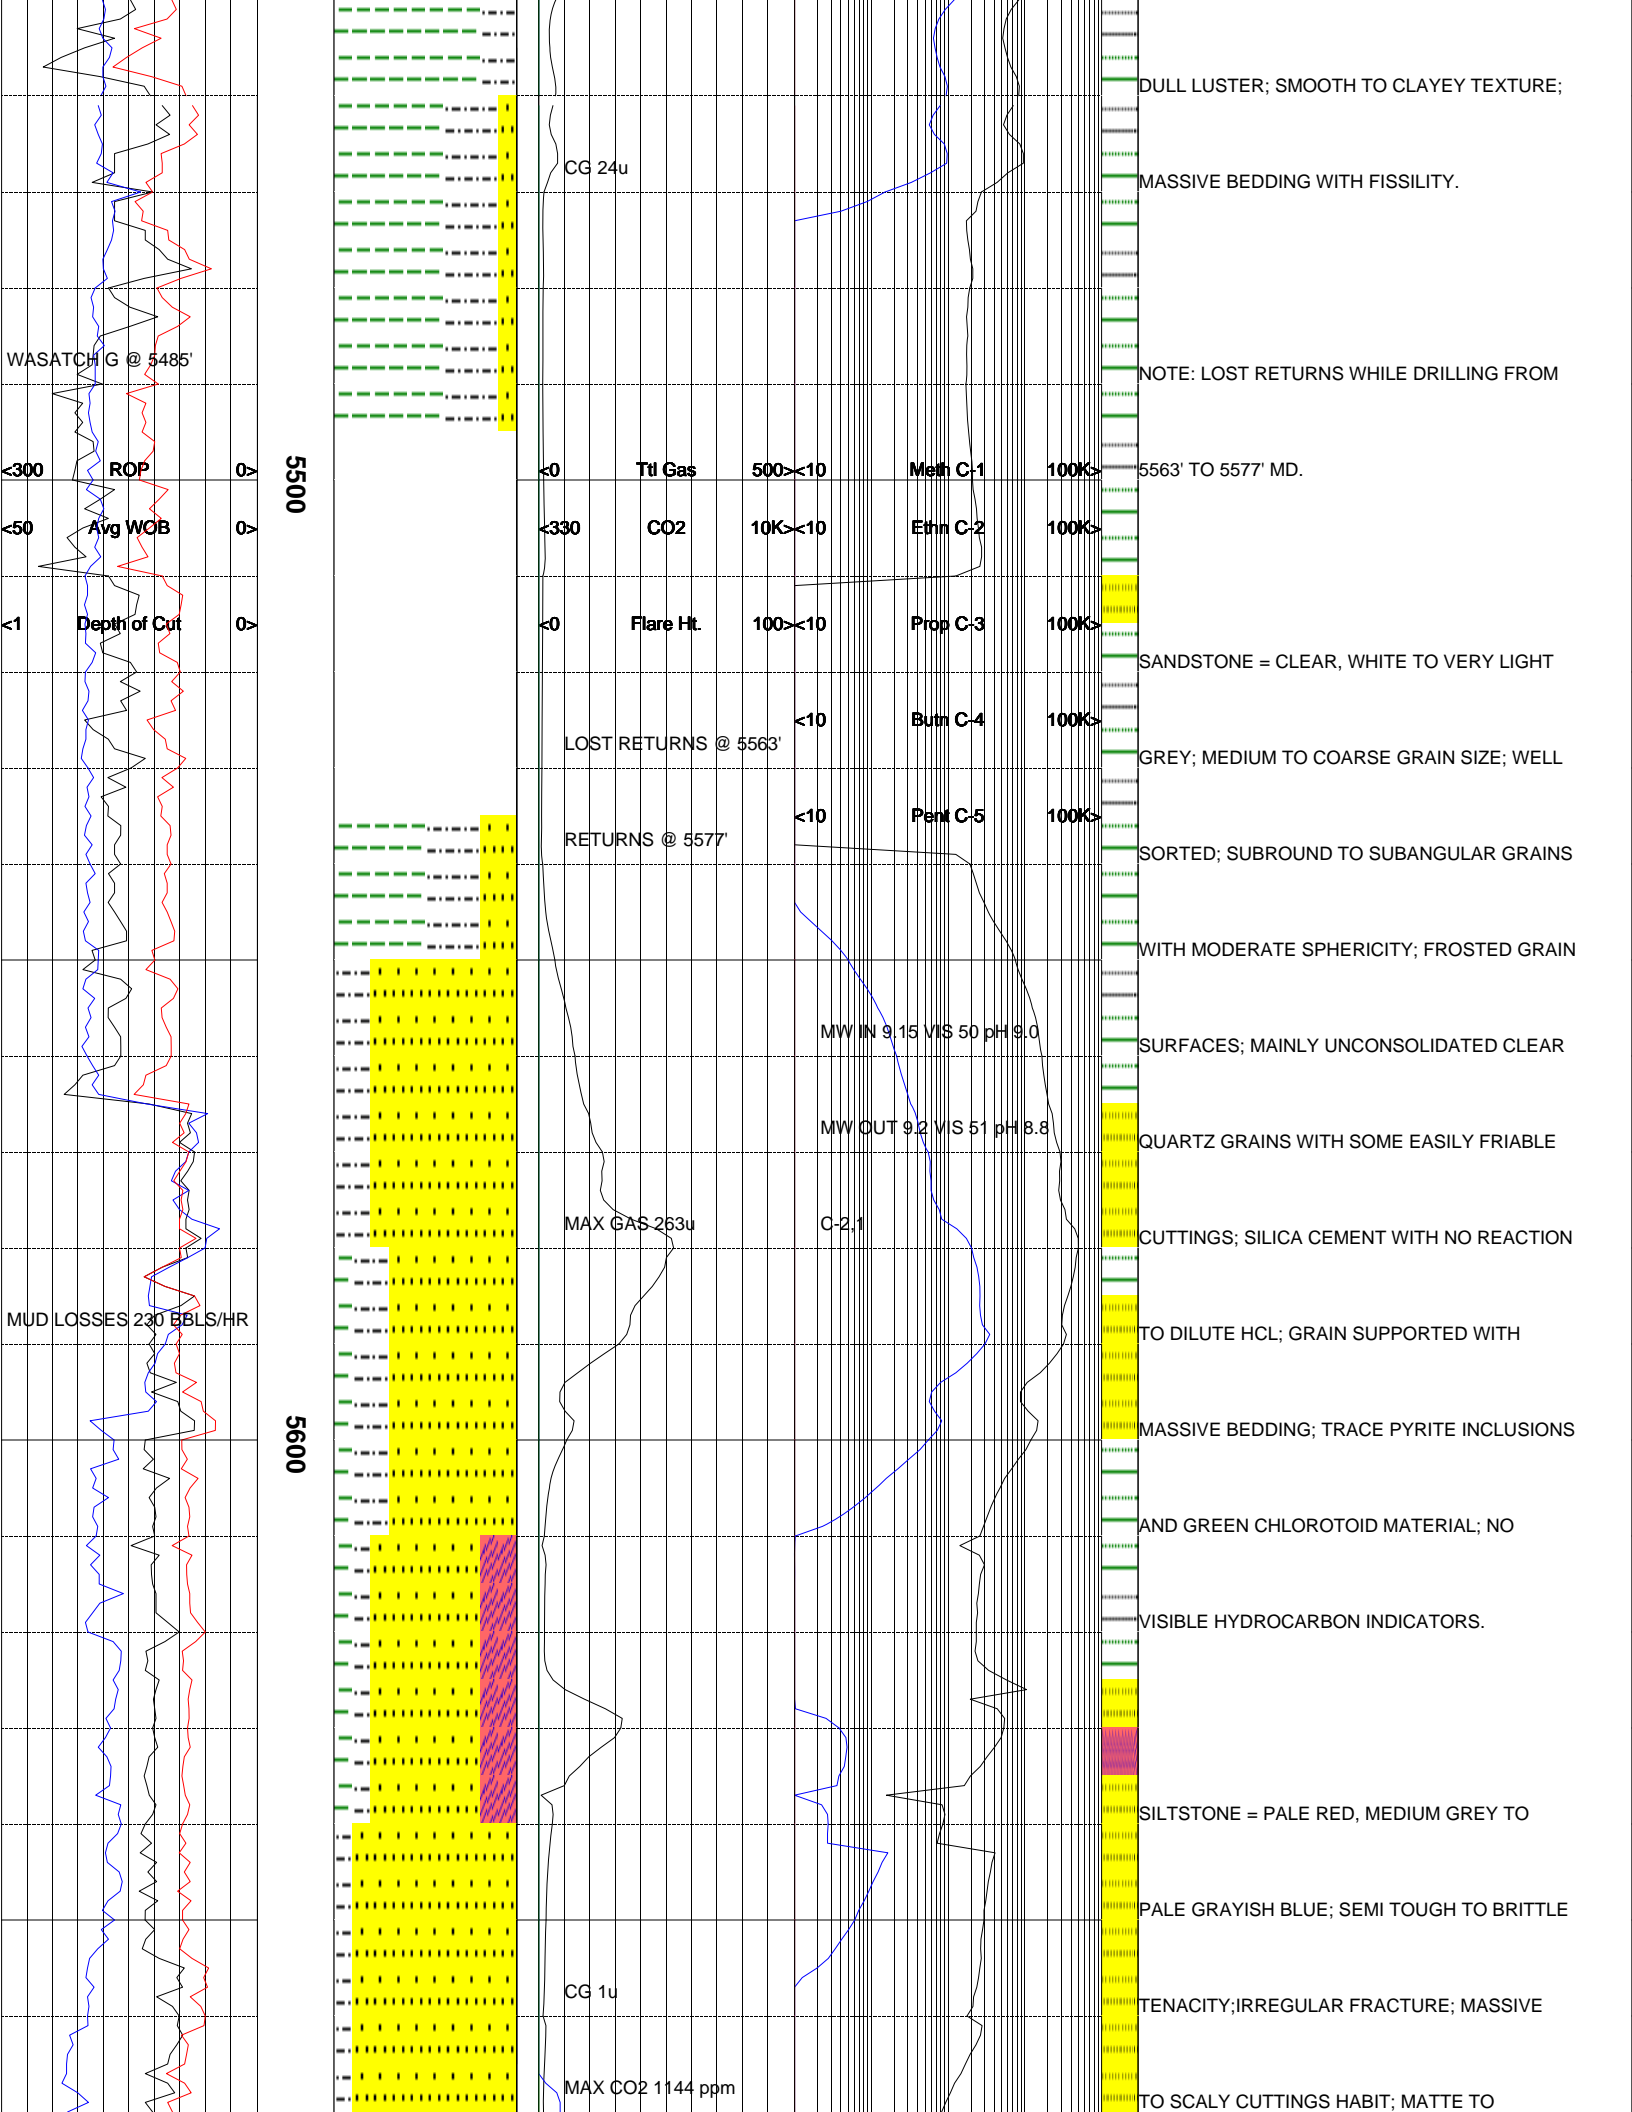 DULL LUSTER; SMOOTH TO CLAYEY TEXTURE;
CG 24u
MASSIVE BEDDING WITH FISSILITY.
WASATCH G @ 5485'
NOTE: LOST RETURNS WHILE DRILLING FROM
<300 ROP 0>
5500
<0 Ttl Gas 500>
<10 Meth C-1 100K>
5563' TO 5577' MD.
<50 Avg WOB 0>
<330 CO2 10K>
<10 Ethn C-2 100K>
<1 Depth of Cut 0>
<0 Flare Ht. 100>
<10 Prop C-3 100K>
SANDSTONE = CLEAR, WHITE TO VERY LIGHT
<10 Butn C-4 100K>
LOST RETURNS @ 5563'
GREY; MEDIUM TO COARSE GRAIN SIZE; WELL
<10 Pent C-5 100K>
RETURNS @ 5577'
SORTED; SUBROUND TO SUBANGULAR GRAINS
WITH MODERATE SPHERICITY; FROSTED GRAIN
MW IN 9.15 VIS 50 pH 9.0
SURFACES; MAINLY UNCONSOLIDATED CLEAR
MW OUT 9.2 VIS 51 pH 8.8
QUARTZ GRAINS WITH SOME EASILY FRIABLE
MAX GAS 263u
C-2,1
CUTTINGS; SILICA CEMENT WITH NO REACTION
MUD LOSSES 230 BBLS/HR
TO DILUTE HCL; GRAIN SUPPORTED WITH
5600
MASSIVE BEDDING; TRACE PYRITE INCLUSIONS
AND GREEN CHLOROTOID MATERIAL; NO
VISIBLE HYDROCARBON INDICATORS.
SILTSTONE = PALE RED, MEDIUM GREY TO
PALE GRAYISH BLUE; SEMI TOUGH TO BRITTLE
CG 1u
TENACITY;IRREGULAR FRACTURE; MASSIVE
MAX CO2 1144 ppm
TO SCALY CUTTINGS HABIT; MATTE TO